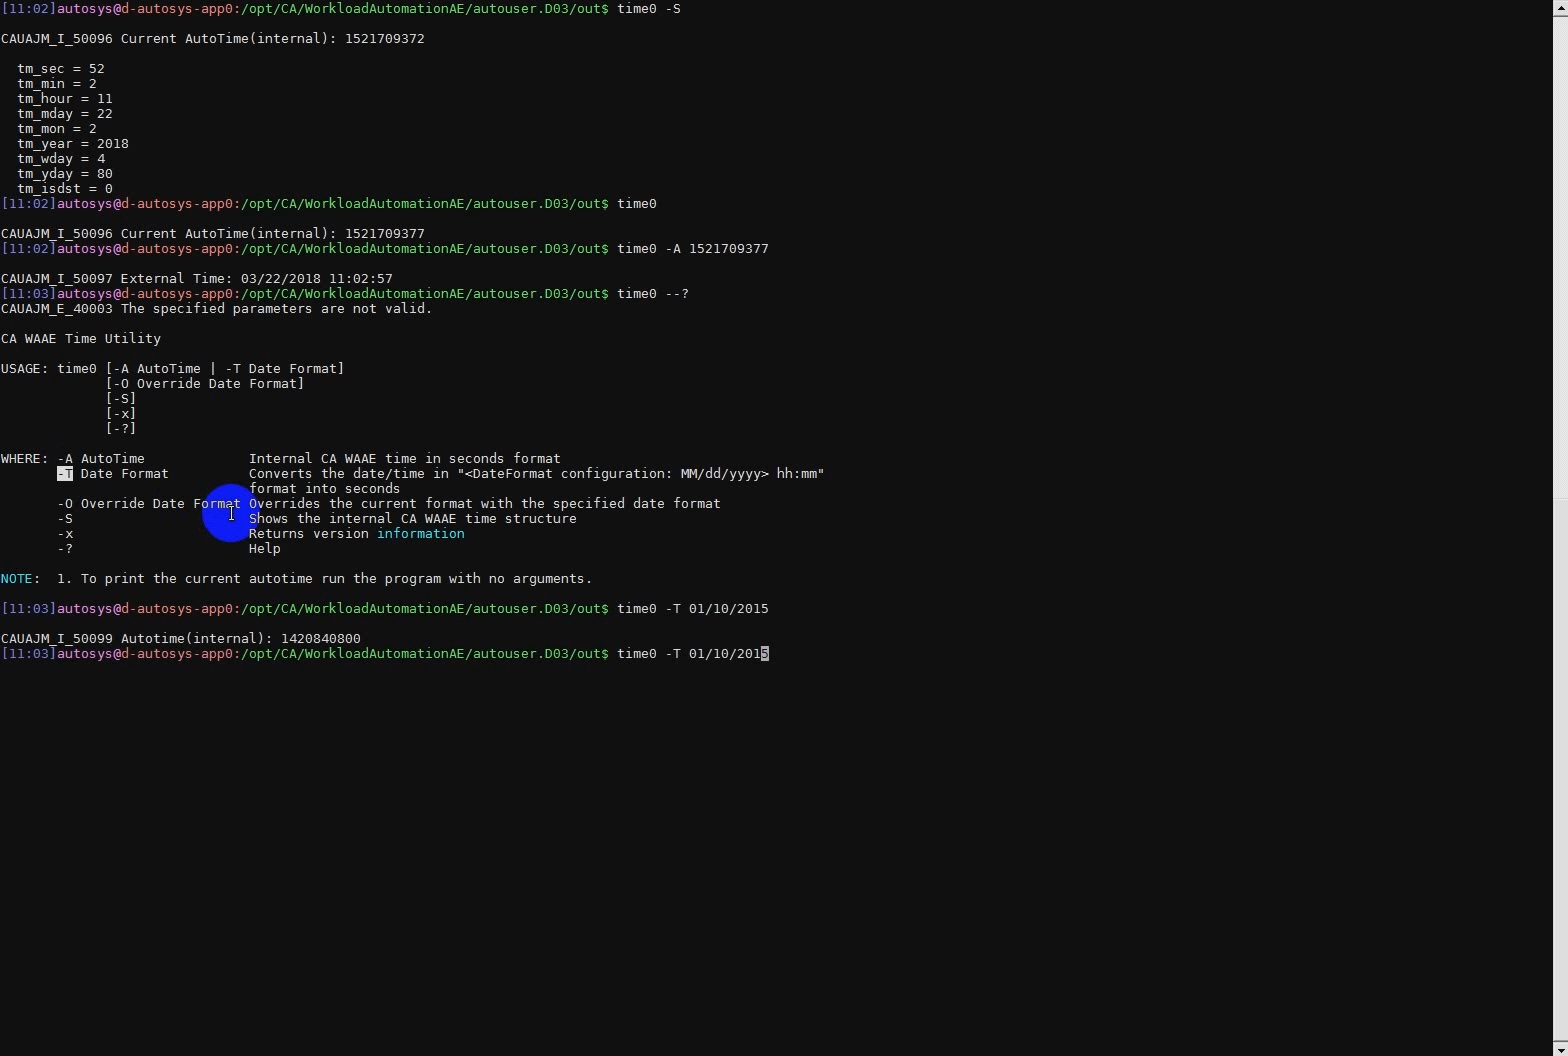 [11:02]autosys@d-autosys-app0:/opt/CA/WorkloadAutomationAE/autouser.D03/out$ time0 -S
CAUAJM_I_50096 Current AutoTime(internal): 1521709372
tm_sec = 52
tm_min = 2
tm_hour = 11
tm_mday = 22
tm_mon = 2
tm_year = 2018
tm_wday = 4
tm_yday = 80
tm_isdst = 0
[11:02]autosys@d-autosys-app0:/opt/CA/WorkloadAutomationAE/autouser.D03/out$ time0
CAUAJM_I_50096 Current AutoTime(internal): 1521709377
[11:02]autosys@d-autosys-app0:/opt/CA/WorkloadAutomationAE/autouser.D03/out$ time0 -A 1521709377
CAUAJM_I_50097 External Time: 03/22/2018 11:02:57
[11:03]autosys@d-autosys-app0:/opt/CA/WorkloadAutomationAE/autouser.D03/out$ time0 --?
CAUAJM_E_40003 The specified parameters are not valid.
CA WAAE Time Utility
USAGE: time0 [-A AutoTime | -T Date Format]
[-O Override Date Format]
[-S]
[-x]
[-?]
WHERE: -A AutoTime Internal CA WAAE time in seconds format
-T Date Format Converts the date/time in "<DateFormat configuration: MM/dd/yyyy> hh:mm"
format into seconds
-O Override Date Format Overrides the current format with the specified date format
-S Shows the internal CA WAAE time structure
-x Returns version information
-? Help
NOTE: 1. To print the current autotime run the program with no arguments.
[11:03]autosys@d-autosys-app0:/opt/CA/WorkloadAutomationAE/autouser.D03/out$ time0 -T 01/10/2015
CAUAJM_I_50099 Autotime(internal): 1420840800
[11:03]autosys@d-autosys-app0:/opt/CA/WorkloadAutomationAE/autouser.D03/out$ time0 -T 01/10/2015